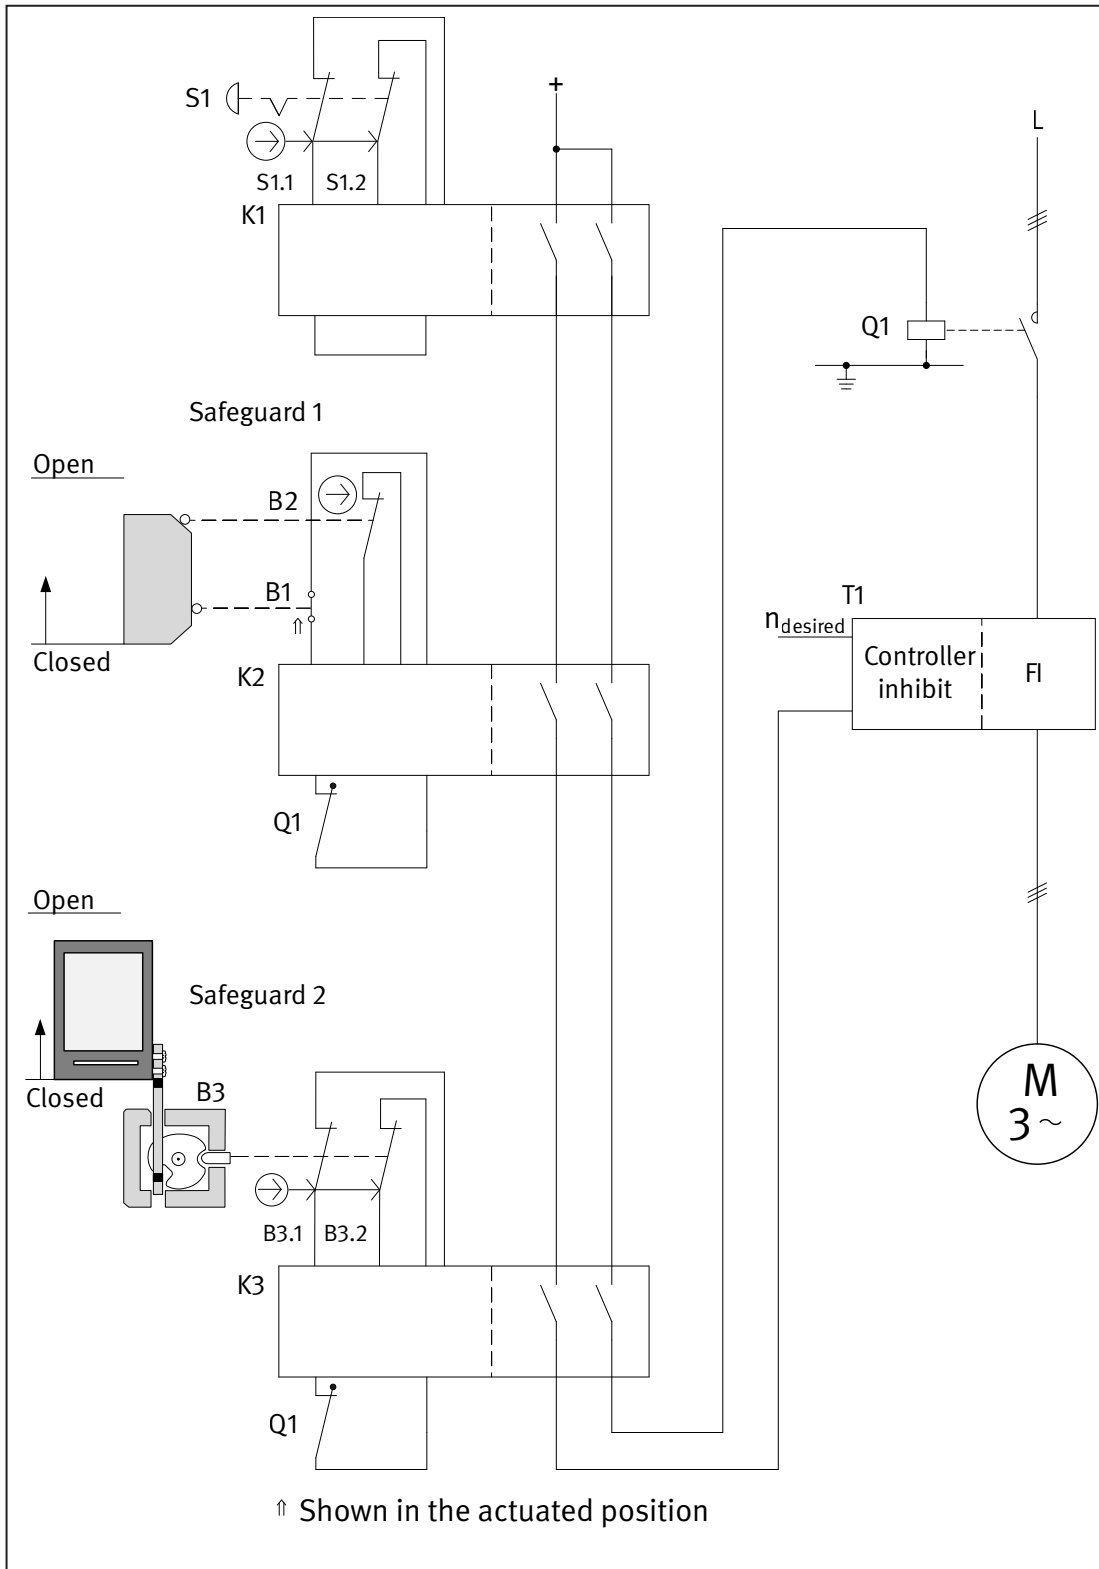 +
L
S1
S1.1 S1.2
K1
Q1
Safeguard 1
Open
B2
B1
Closed
K2
T1
n desired
Controller
inhibit
FI
Q1
Open
Safeguard 2
Closed
B3
M
3 ~
B3.1 B3.2
K3
Q1
⇑ Shown in the actuated position